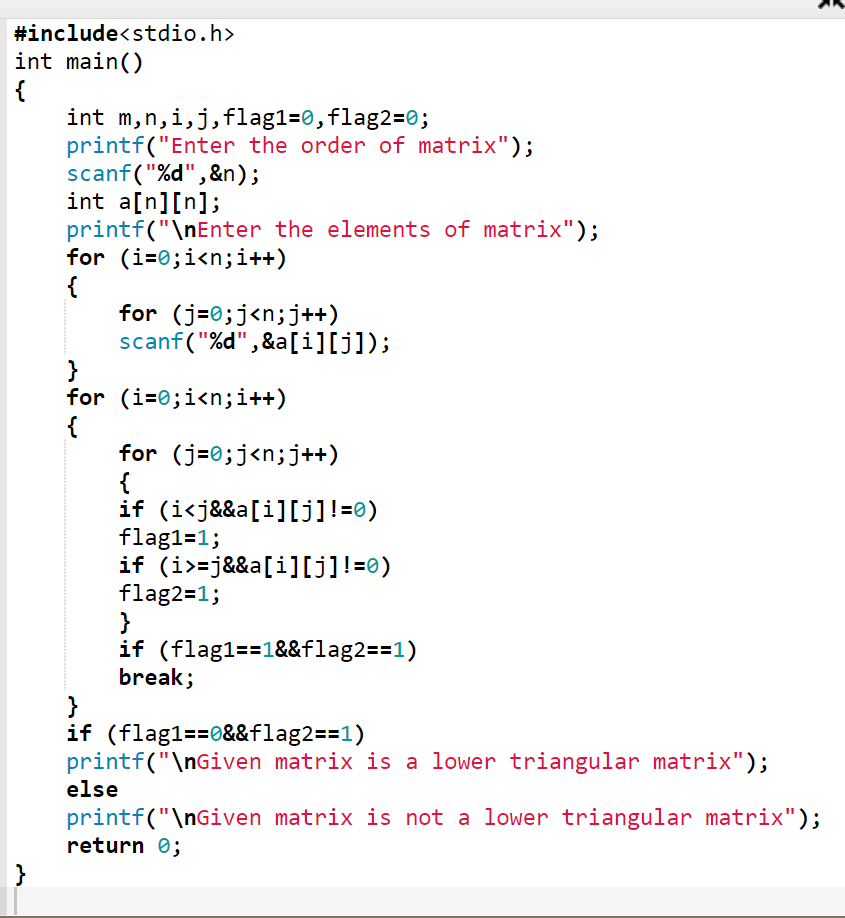 #include<stdio.h>
int main()
{
    int m,n,i,j,flag1=0,flag2=0;
    printf("Enter the order of matrix");
    scanf("%d",&n);
    int a[n][n];
    printf("\nEnter the elements of matrix");
    for (i=0;i<n;i++)
    {
        for (j=0;j<n;j++)
        scanf("%d",&a[i][j]);
    }
    for (i=0;i<n;i++)
    {
        for (j=0;j<n;j++)
        {
        if (i<j&&a[i][j]!=0)
        flag1=1;
        if (i>=j&&a[i][j]!=0)
        flag2=1;
        }
        if (flag1==1&&flag2==1)
        break;
    }
    if (flag1==0&&flag2==1)
    printf("\nGiven matrix is a lower triangular matrix");
    else
    printf("\nGiven matrix is not a lower triangular matrix");
    return 0;
}